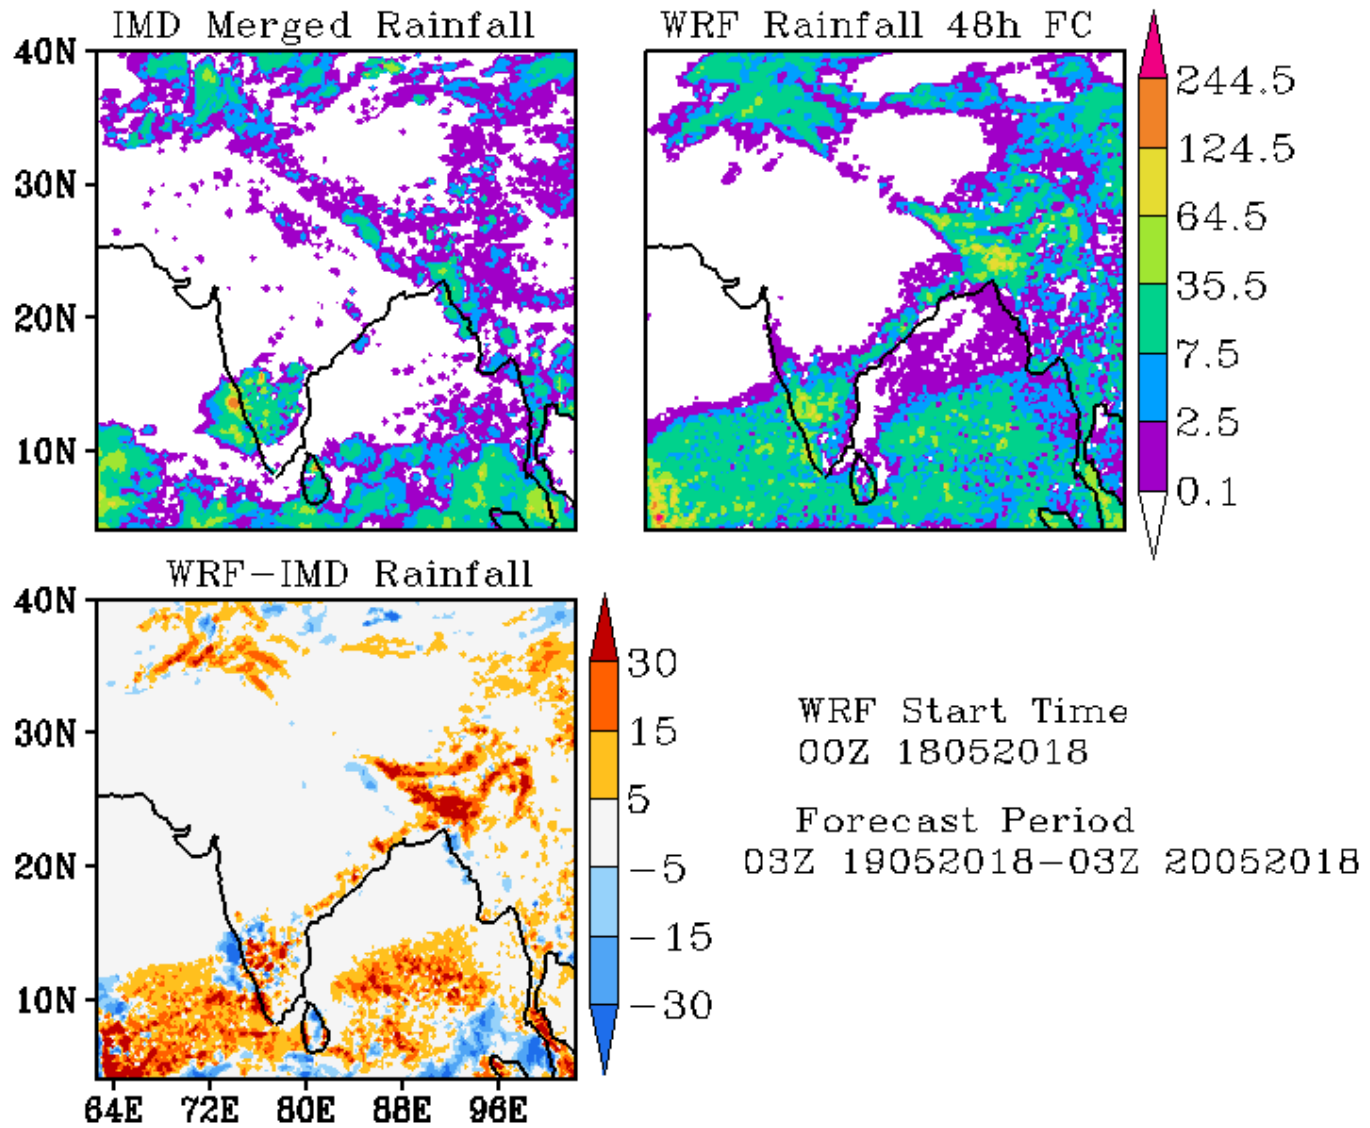 IMD Merged Rainfall
WRF Rainfall 48h FC
40N
30N
20N
10N
244.5
124.5
64.5
35.5
7.5
2.5
0.1
WRF-IMD Rainfall
40N
30N
20N
10N
64E 72E 80E 88E 96E
30
15
5
-5
-15
-30
WRF Start Time
00Z 18052018
Forecast Period
03Z 19052018-03Z 20052018